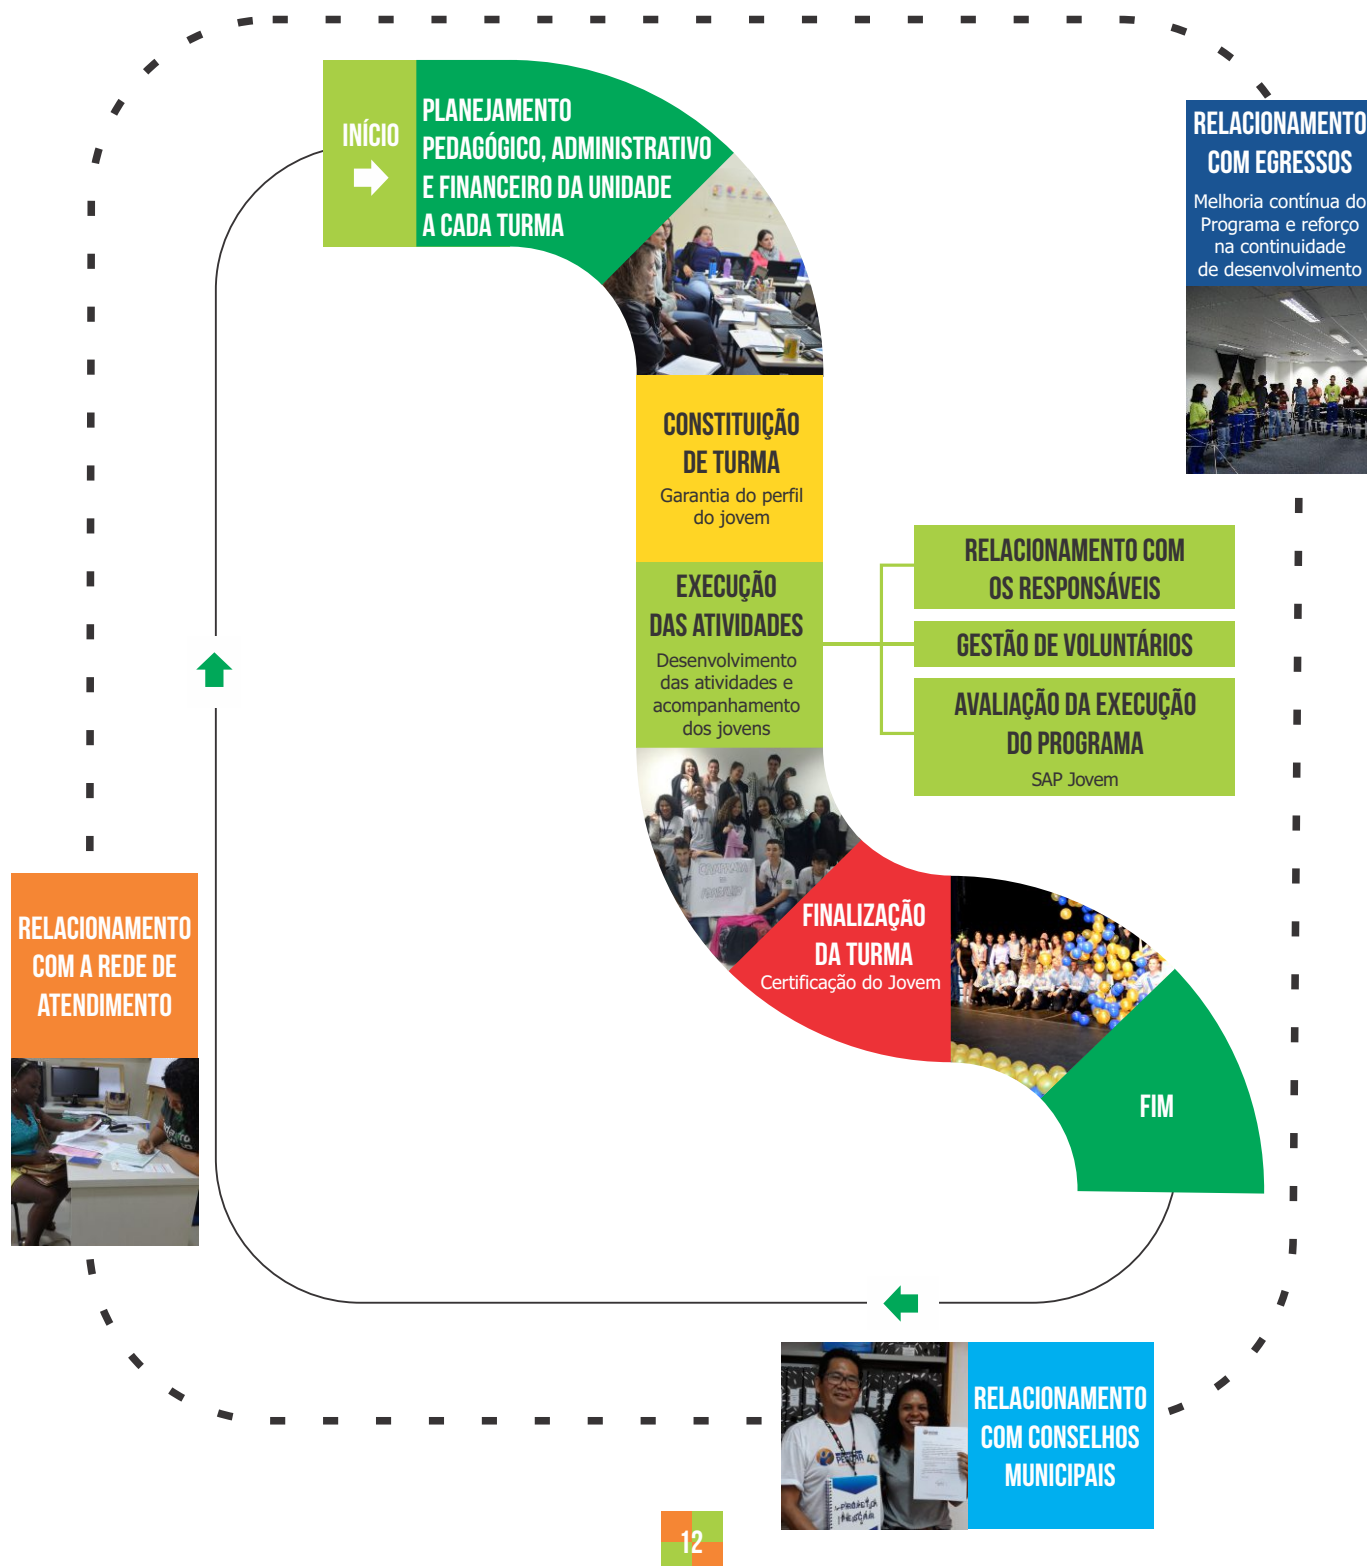 INÍCIO
PLANEJAMENTO
PEDAGÓGICO, ADMINISTRATIVO
E FINANCEIRO DA UNIDADE
A CADA TURMA
RELACIONAMENTO
COM EGRESSOS
Melhoria contínua do
Programa e reforço
na continuidade
de desenvolvimento
CONSTITUIÇÃO
DE TURMA
Garantia do perfil
do jovem
EXECUÇÃO
DAS ATIVIDADES
Desenvolvimento
das atividades e
acompanhamento
dos jovens
RELACIONAMENTO COM
OS RESPONSÁVEIS
GESTÃO DE VOLUNTÁRIOS
AVALIAÇÃO DA EXECUÇÃO
DO PROGRAMA
SAP Jovem
FINALIZAÇÃO
DA TURMA
Certificação do Jovem
RELACIONAMENTO
COM A REDE DE
ATENDIMENTO
FIM
RELACIONAMENTO
COM CONSELHOS
MUNICIPAIS
12